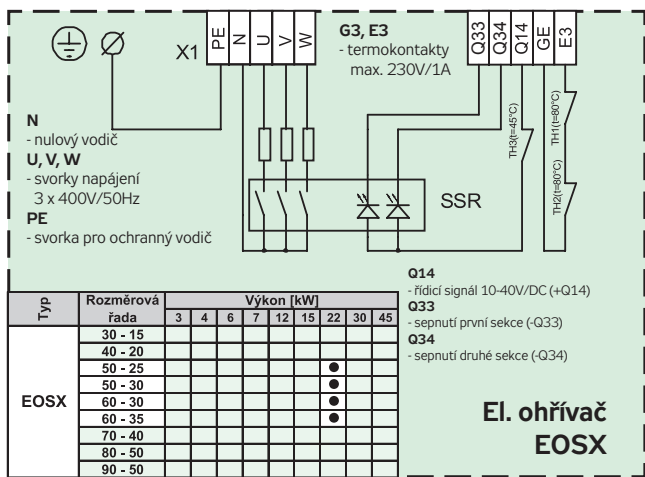 X1
PE
N
U
V
W
G3, E3
- termokontakty
max. 230V/1A
Q33
Q34
Q14
GE
E3
N
- nulový vodič
U, V, W
- svorky napájení
3 x 400V/50Hz
PE
- svorka pro ochranný vodič
TH3(t=45°C)
TH1(t=80°C)
TH2(t=80°C)
SSR
Q14
- řídicí signál 10-40V/DC (+Q14)
Q33
- sepnutí první sekce (-Q33)
Q34
- sepnutí druhé sekce (-Q34)
Typ
Rozměrová
řada
Výkon [kW]
3 4 6 7 12 15 22 30 45
EOSX
30 - 15
40 - 20
50 - 25 ●
50 - 30 ●
60 - 30 ●
60 - 35 ●
70 - 40
80 - 50
90 - 50
El. ohřívač
EOSX